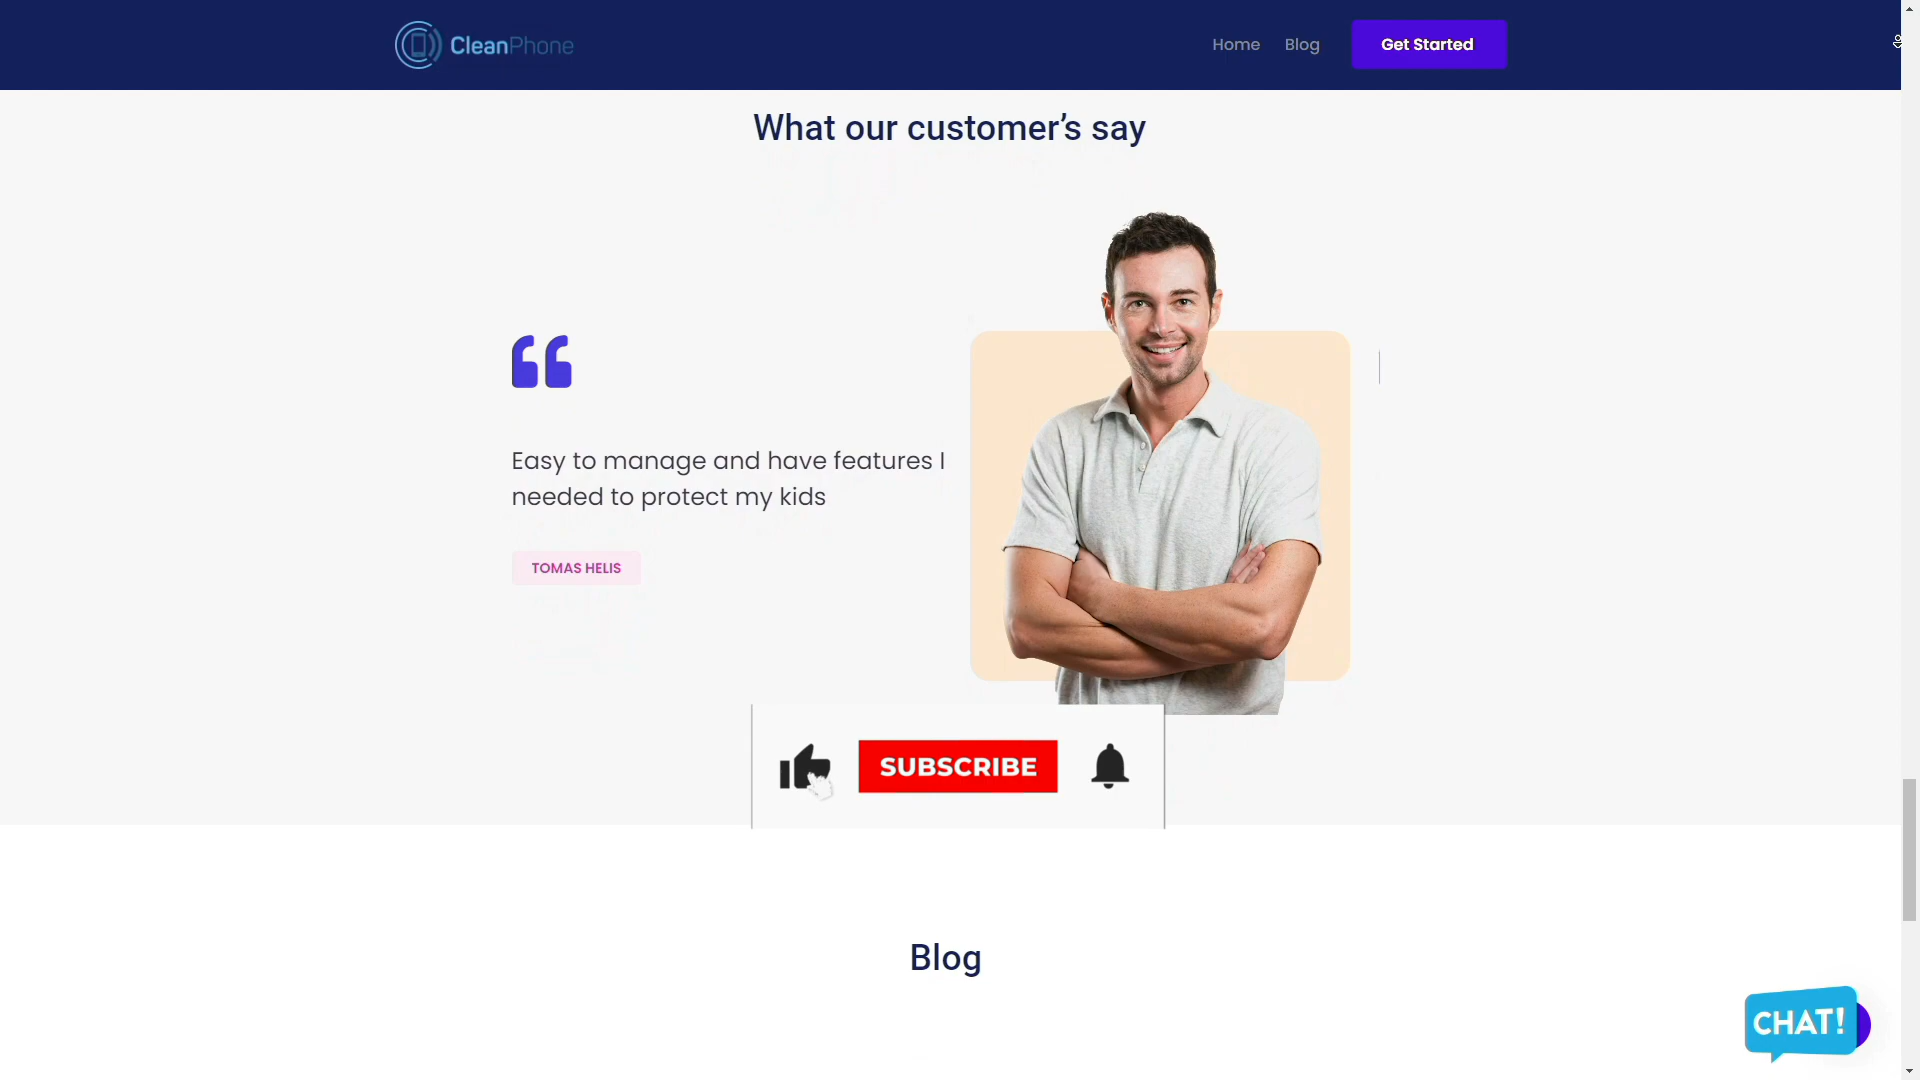 CleanPhone
Home
Blog
Get Started
What our customer’s say
Easy to manage and have features I
needed to protect my kids
TOMAS HELIS
SUBSCRIBE
Blog
CHAT!